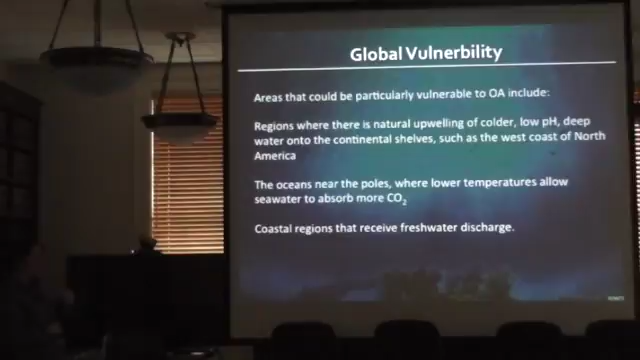 Global Vulnerbility
Areas that could be particularly vulnerable to OA include:
Regions where there is natural upwelling of colder, low pH, deep
water onto the continental shelves, such as the west coast of North
America
The oceans near the poles, where lower temperatures allow
seawater to absorb more CO₂
Coastal regions that receive freshwater discharge.